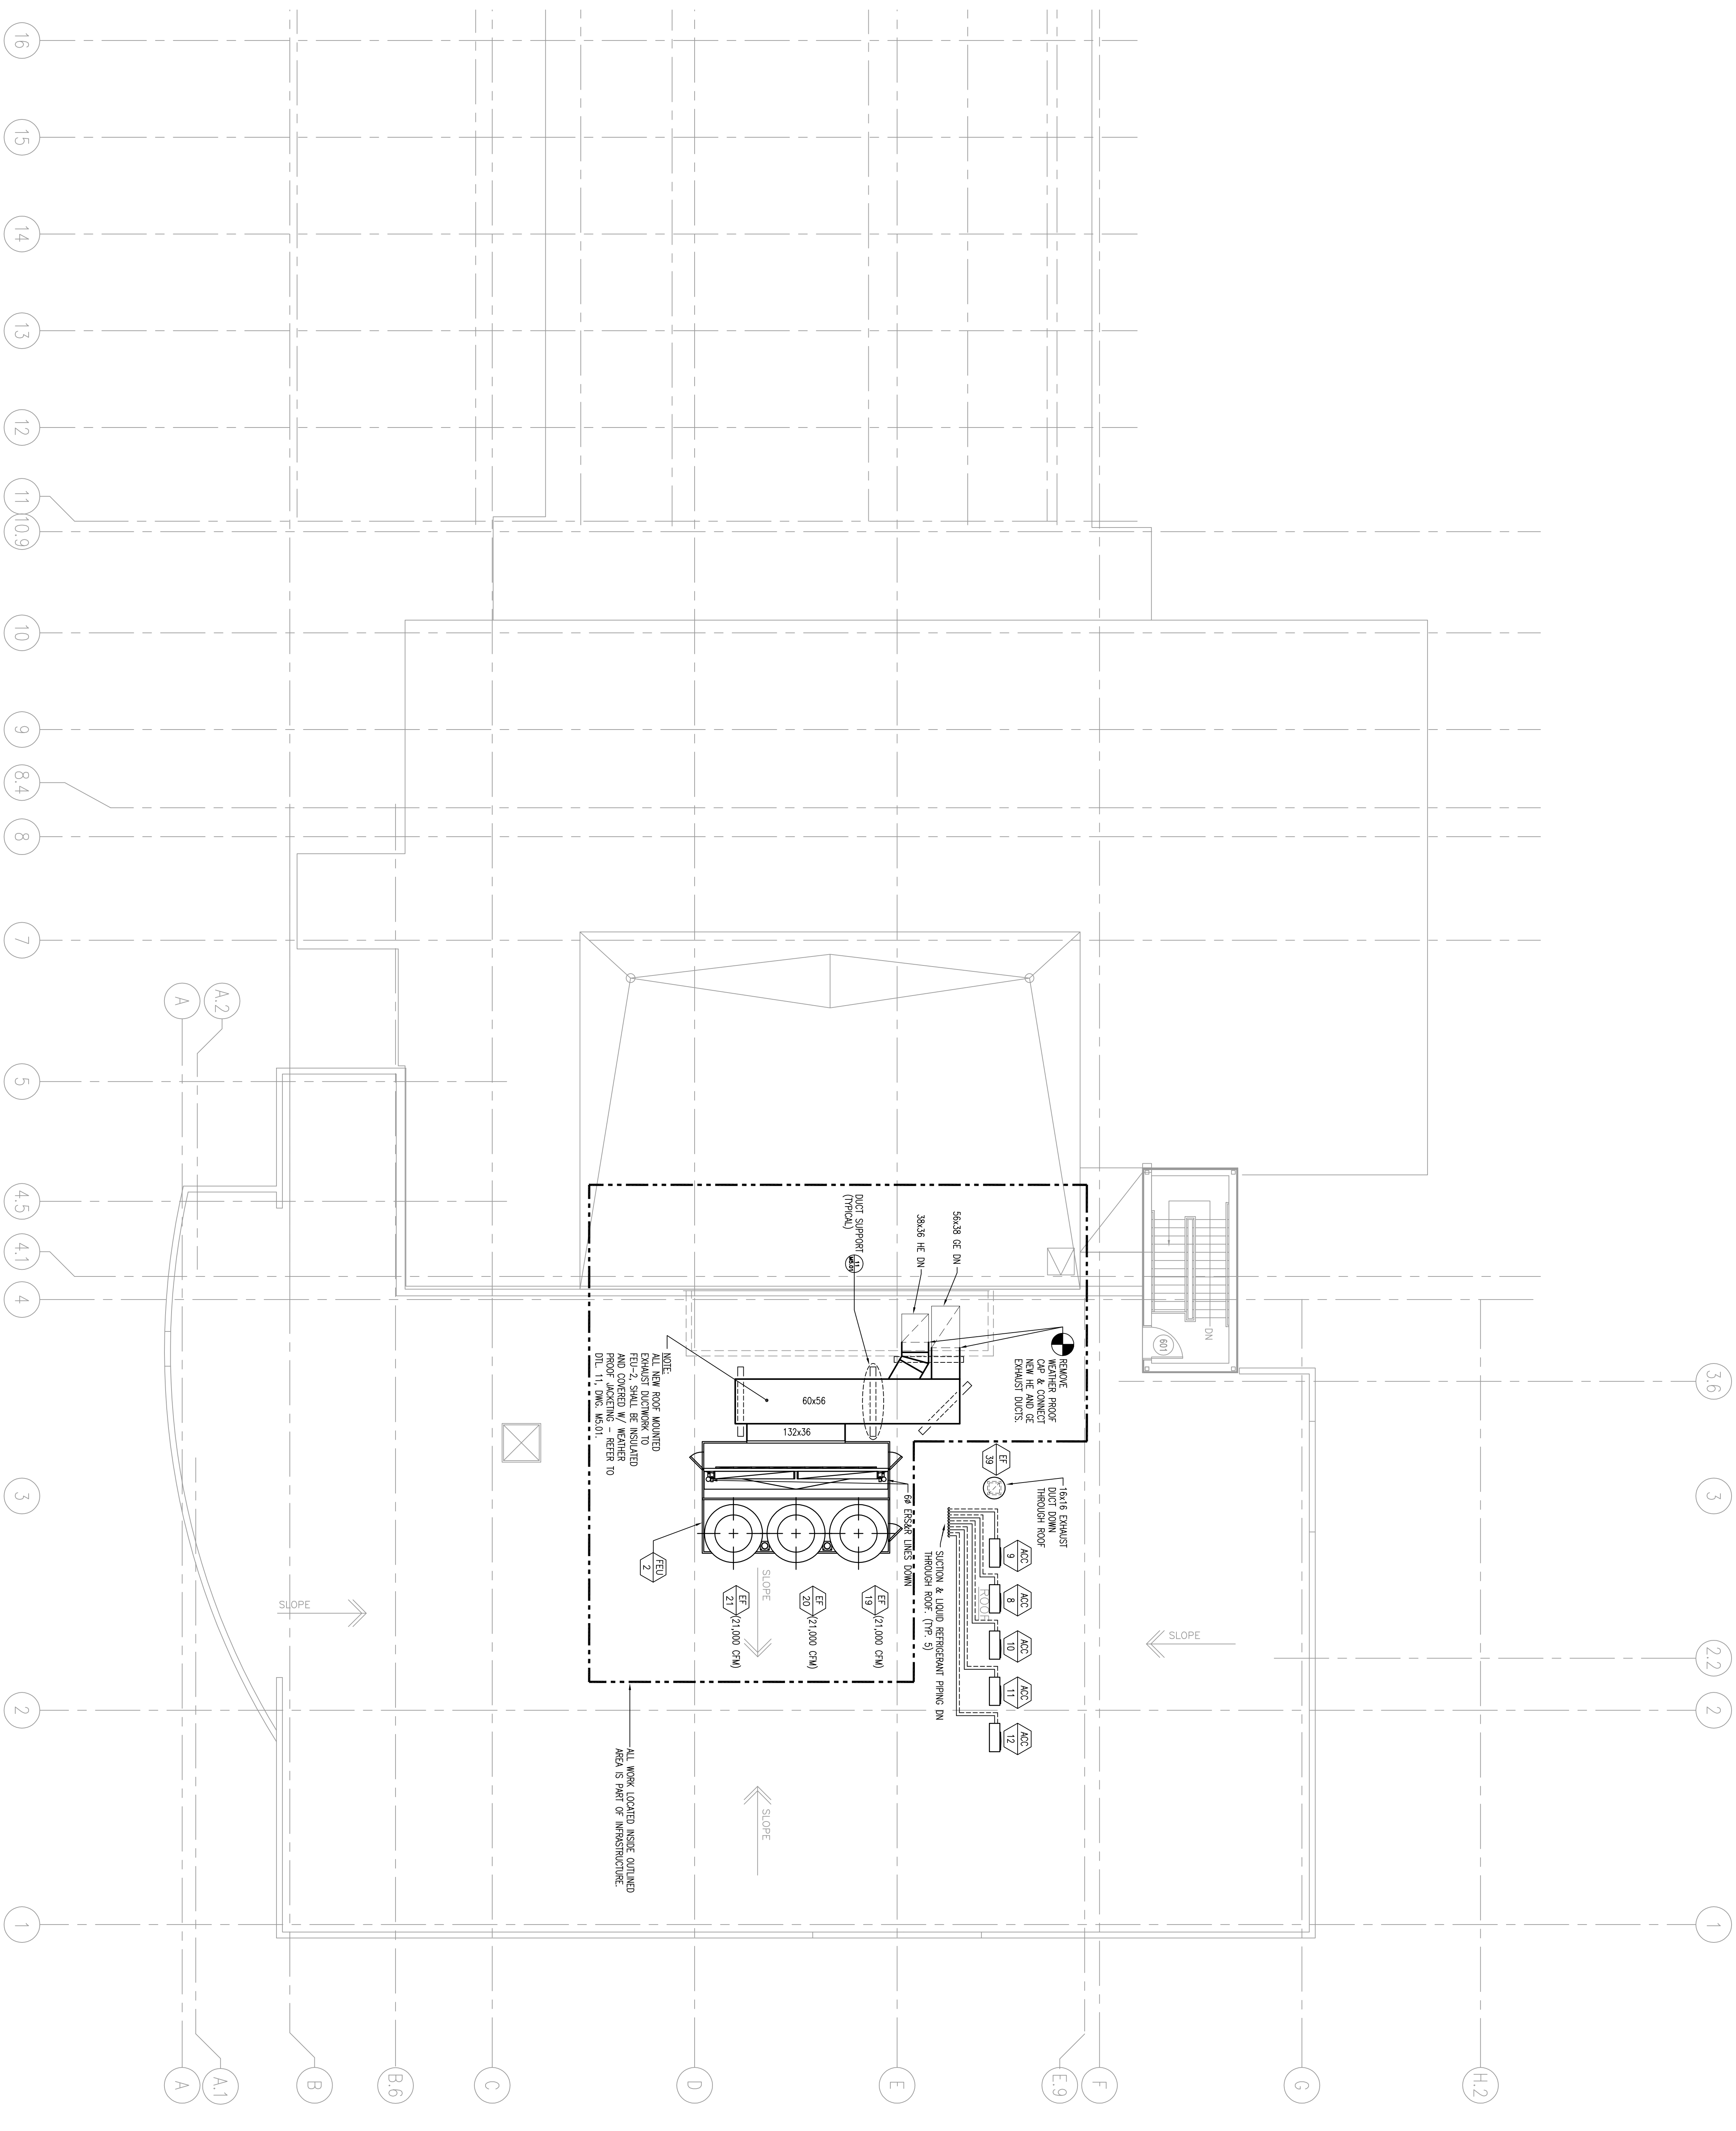 16
15
14
13
12
11
10.9
10
9
8.4
8
7
5
4.5
4.1
4
3
2
1
A
A.2
3.6
3
2.2
2
1
A
A.1
B
B.6
C
D
E
E.9
F
G
H.2
DN
601
56x38 GE DN
38x36 HE DN
DUCT SUPPORT
(TYPICAL)
11
M5.01
REMOVE
WEATHER PROOF
CAP & CONNECT
NEW HE AND GE
EXHAUST DUCTS.
NOTE:
ALL NEW ROOF MOUNTED
EXHAUST DUCTWORK TO
FEU-2, SHALL BE INSULATED
AND COVERED W/ WEATHER
PROOF JACKETING - REFER TO
DTL. 11, DWG. M5.01.
60x56
132x36
EF
39
16x16 EXHAUST
DUCT DOWN
THROUGH ROOF
6Ø ERS&R LINES DOWN
SUCTION & LIQUID REFRIGERANT PIPING DN
THROUGH ROOF. (TYP. 5)
ACC
9
ACC
8
ACC
10
ACC
11
ACC
12
ROOF
FEU
2
EF
19
(21,000 CFM)
EF
20
(21,000 CFM)
EF
21
(21,000 CFM)
SLOPE
SLOPE
SLOPE
SLOPE
ALL WORK LOCATED INSIDE OUTLINED
AREA IS PART OF INFRASTRUCTURE.